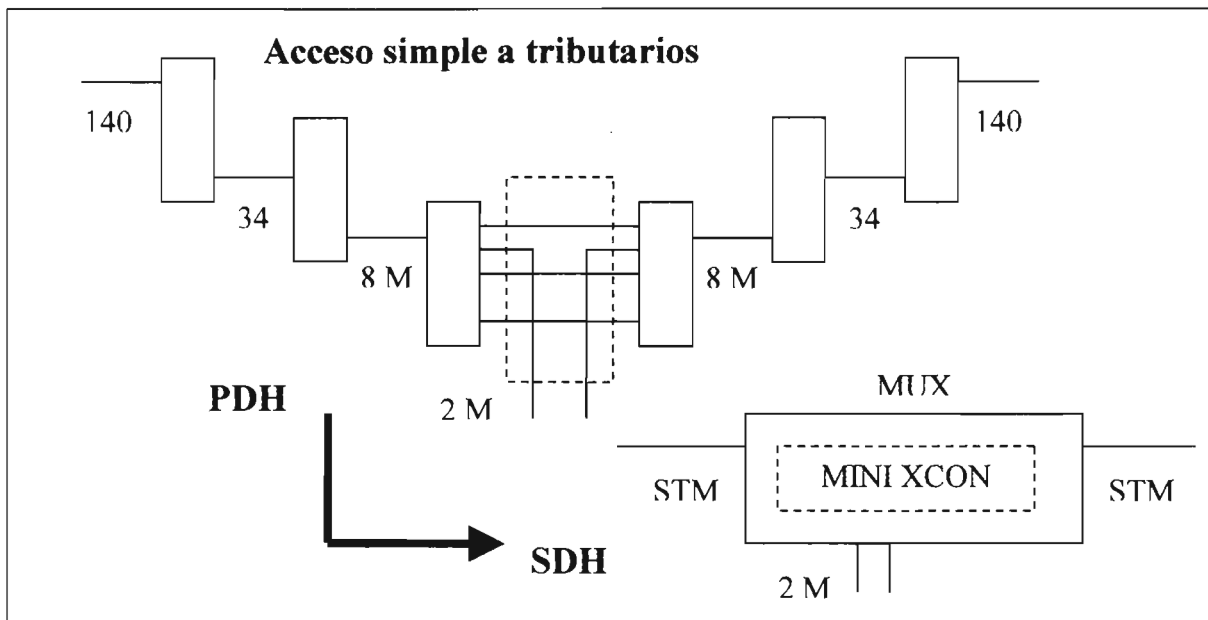 Acceso simple a tributarios
140
140
34
34
8 M
8 M
2 M
PDH
MUX
MINI XCON
STM
STM
SDH
2 M